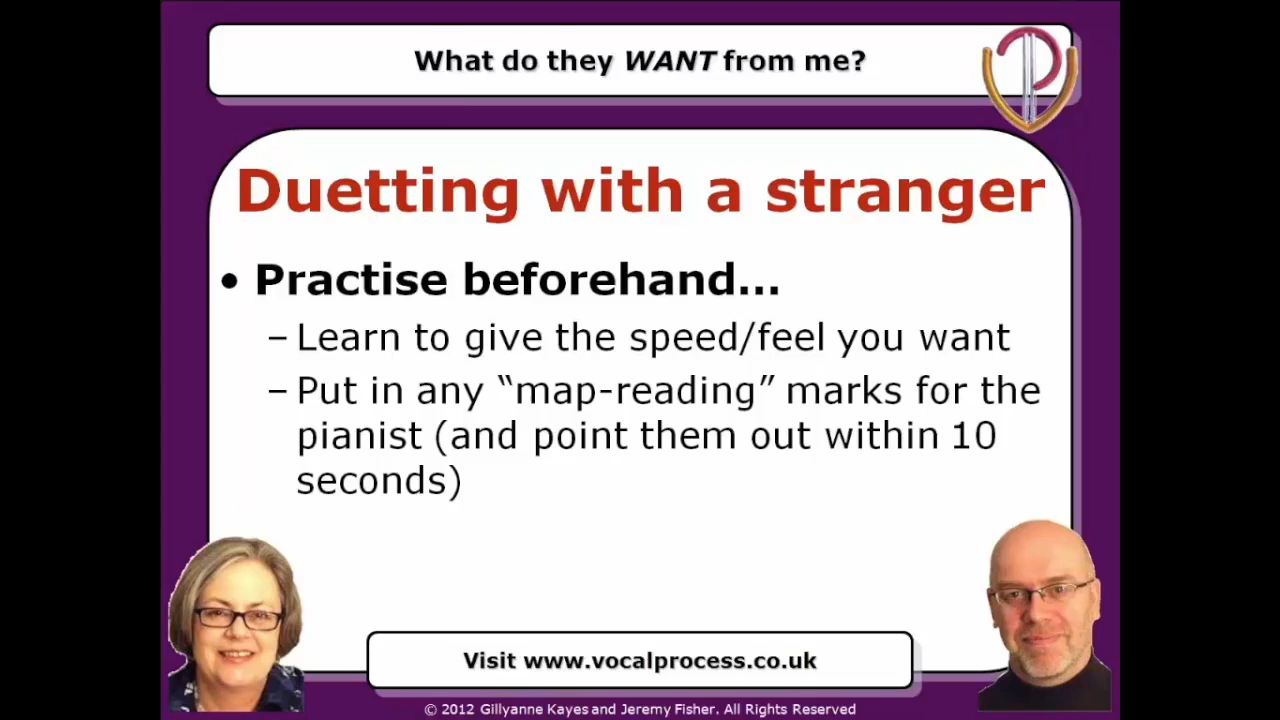 What do they WANT from me?
Duetting with a stranger
• Practise beforehand...
– Learn to give the speed/feel you want
– Put in any “map-reading” marks for the
pianist (and point them out within 10
seconds)
Visit www.vocalprocess.co.uk
© 2012 Gillyanne Kayes and Jeremy Fisher. All Rights Reserved